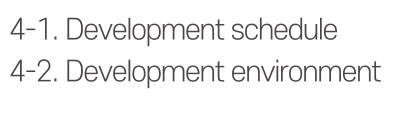 4-1. Development schedule
4-2. Development environment